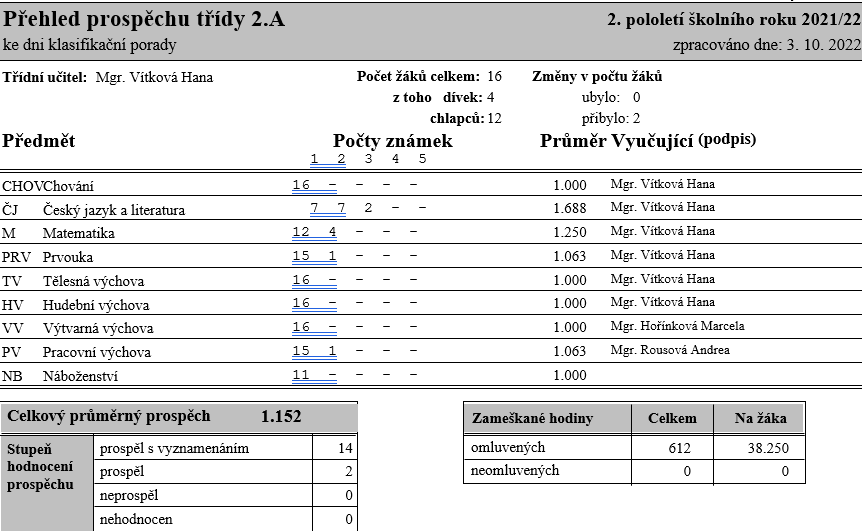 Přehled prospěchu třídy 2.A 2. pololetí školního roku 2021/22
ke dni klasifikační porady zpracováno dne: 3. 10. 2022
Třídní učitel: Mgr. Vítková Hana Počet žáků celkem: 16 Změny v počtu žáků
z toho dívek: 4 ubylo: 0
chlapců: 12 přibylo: 2
Předmět Počty známek Průměr Vyučující (podpis)
1 2 3 4 5
CHOVChování 16 – – – – 1.000 Mgr. Vítková Hana
ČJ Český jazyk a literatura 7 7 2 – – 1.688 Mgr. Vítková Hana
M Matematika 12 4 – – – 1.250 Mgr. Vítková Hana
PRV Prvouka 15 1 – – – 1.063 Mgr. Vítková Hana
TV Tělesná výchova 16 – – – – 1.000 Mgr. Vítková Hana
HV Hudební výchova 16 – – – – 1.000 Mgr. Vítková Hana
VV Výtvarná výchova 16 – – – – 1.000 Mgr. Hořínková Marcela
PV Pracovní výchova 15 1 – – – 1.063 Mgr. Rousová Andrea
NB Náboženství 11 – – – – 1.000
Celkový průměrný prospěch 1.152
Stupeň hodnocení prospěchu
prospěl s vyznamenáním 14
prospěl 2
neprospěl 0
nehodnocen 0
Zameškané hodiny Celkem Na žáka
omluvených 612 38.250
neomluvených 0 0